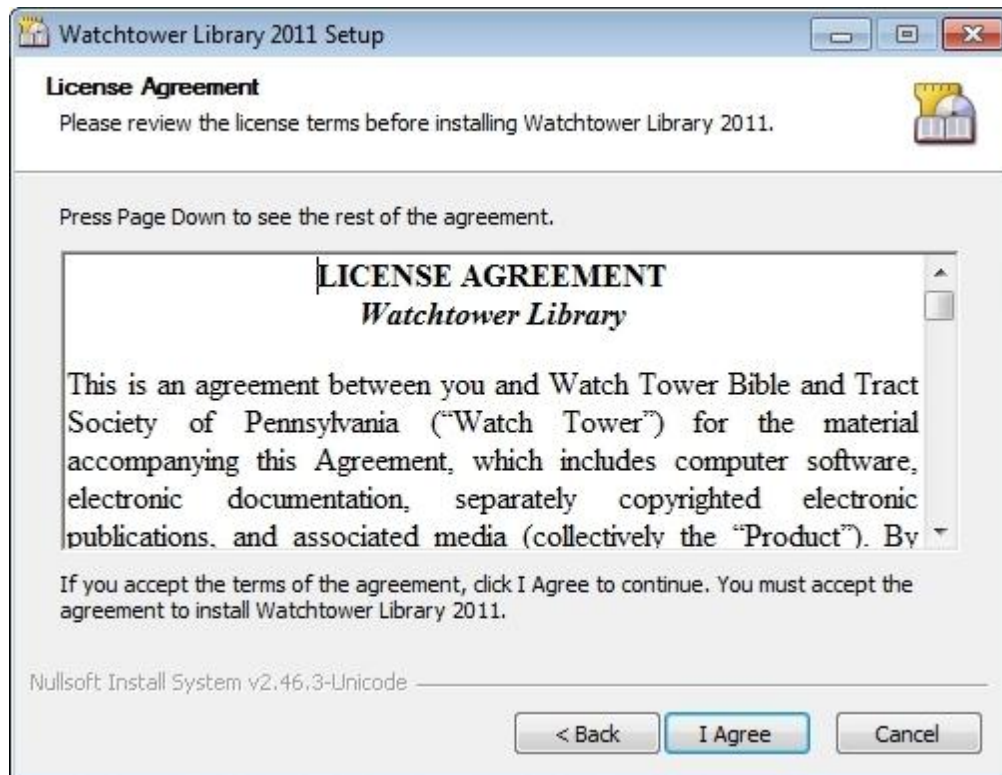 Watchtower Library 2011 Setup
License Agreement
Please review the license terms before installing Watchtower Library 2011.
Press Page Down to see the rest of the agreement.
LICENSE AGREEMENT
Watchtower Library
This is an agreement between you and Watch Tower Bible and Tract
Society of Pennsylvania (“Watch Tower”) for the material
accompanying this Agreement, which includes computer software,
electronic documentation, separately copyrighted electronic
publications, and associated media (collectively the “Product”). By
If you accept the terms of the agreement, click I Agree to continue. You must accept the
agreement to install Watchtower Library 2011.
Nullsoft Install System v2.46.3-Unicode
< Back I Agree Cancel